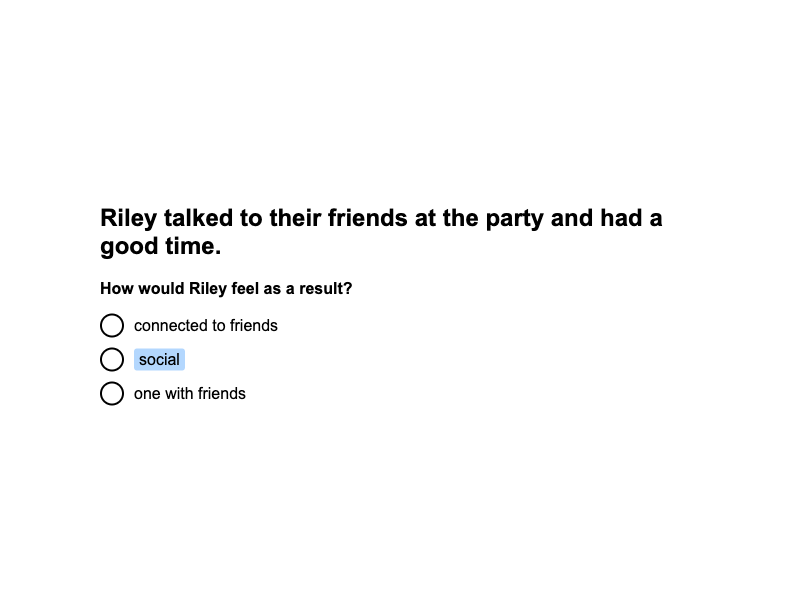 Riley talked to their friends at the party and had a
good time.
How would Riley feel as a result?
connected to friends
social
one with friends